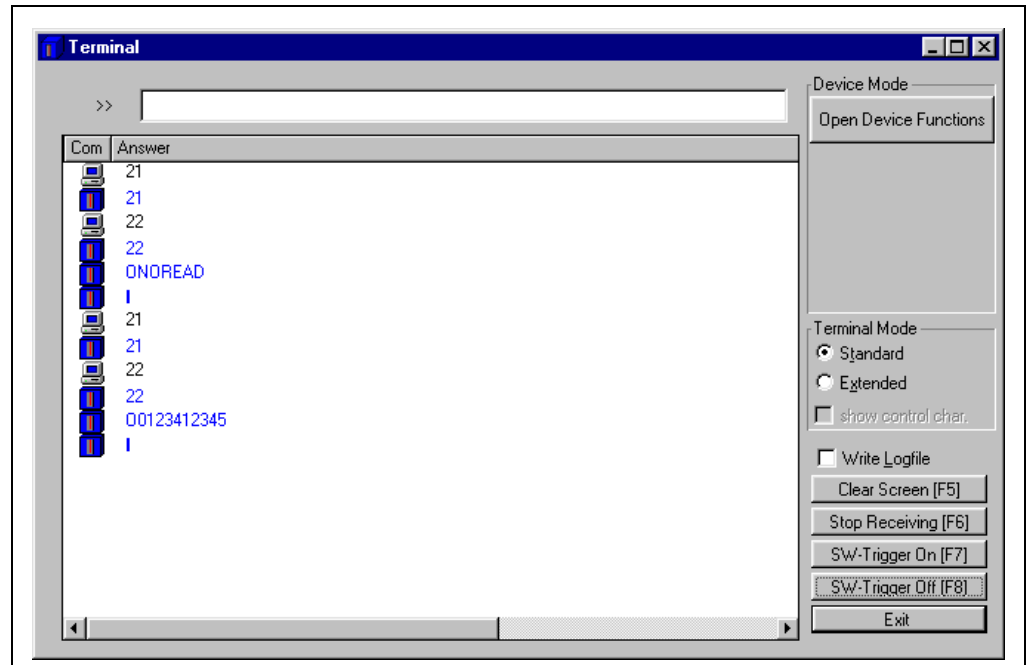 Terminal
>>
Device Mode
Open Device Functions
Com Answer
21
21
22
22
0NOREAD
I
21
21
22
22
00123412345
I
Terminal Mode
Standard
Extended
show control char.
Write Logfile
Clear Screen [F5]
Stop Receiving [F6]
SW-Trigger On [F7]
SW-Trigger Off [F8]
Exit